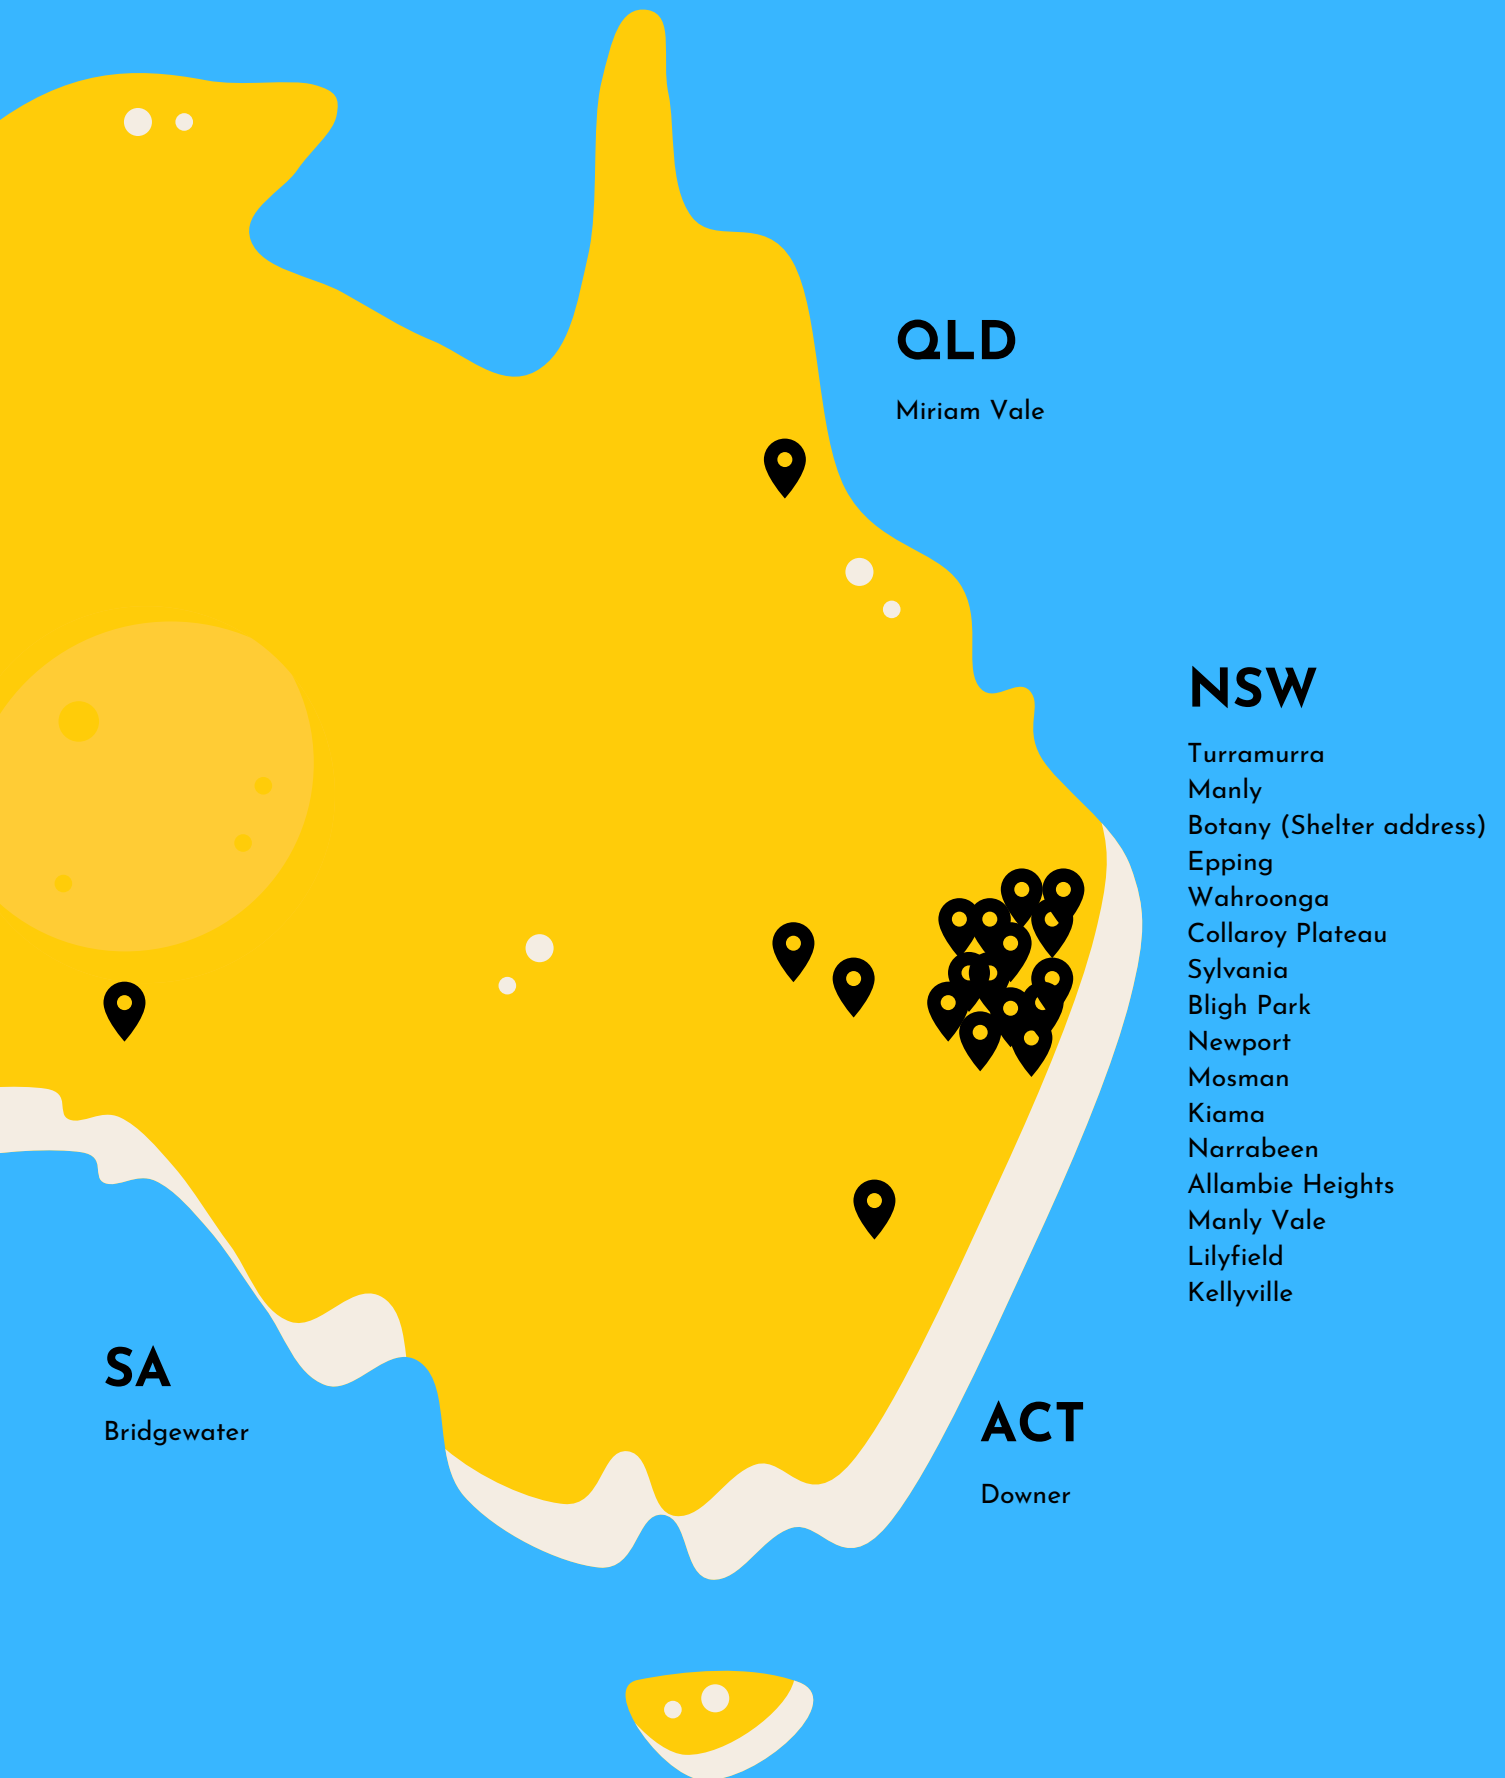 QLD
Miriam Vale
NSW
Turramurra
Manly
Botany (Shelter address)
Epping
Wahroonga
Collaroy Plateau
Sylvania
Bligh Park
Newport
Mosman
Kiama
Narrabeen
Allambie Heights
Manly Vale
Lilyfield
Kellyville
SA
Bridgewater
ACT
Downer